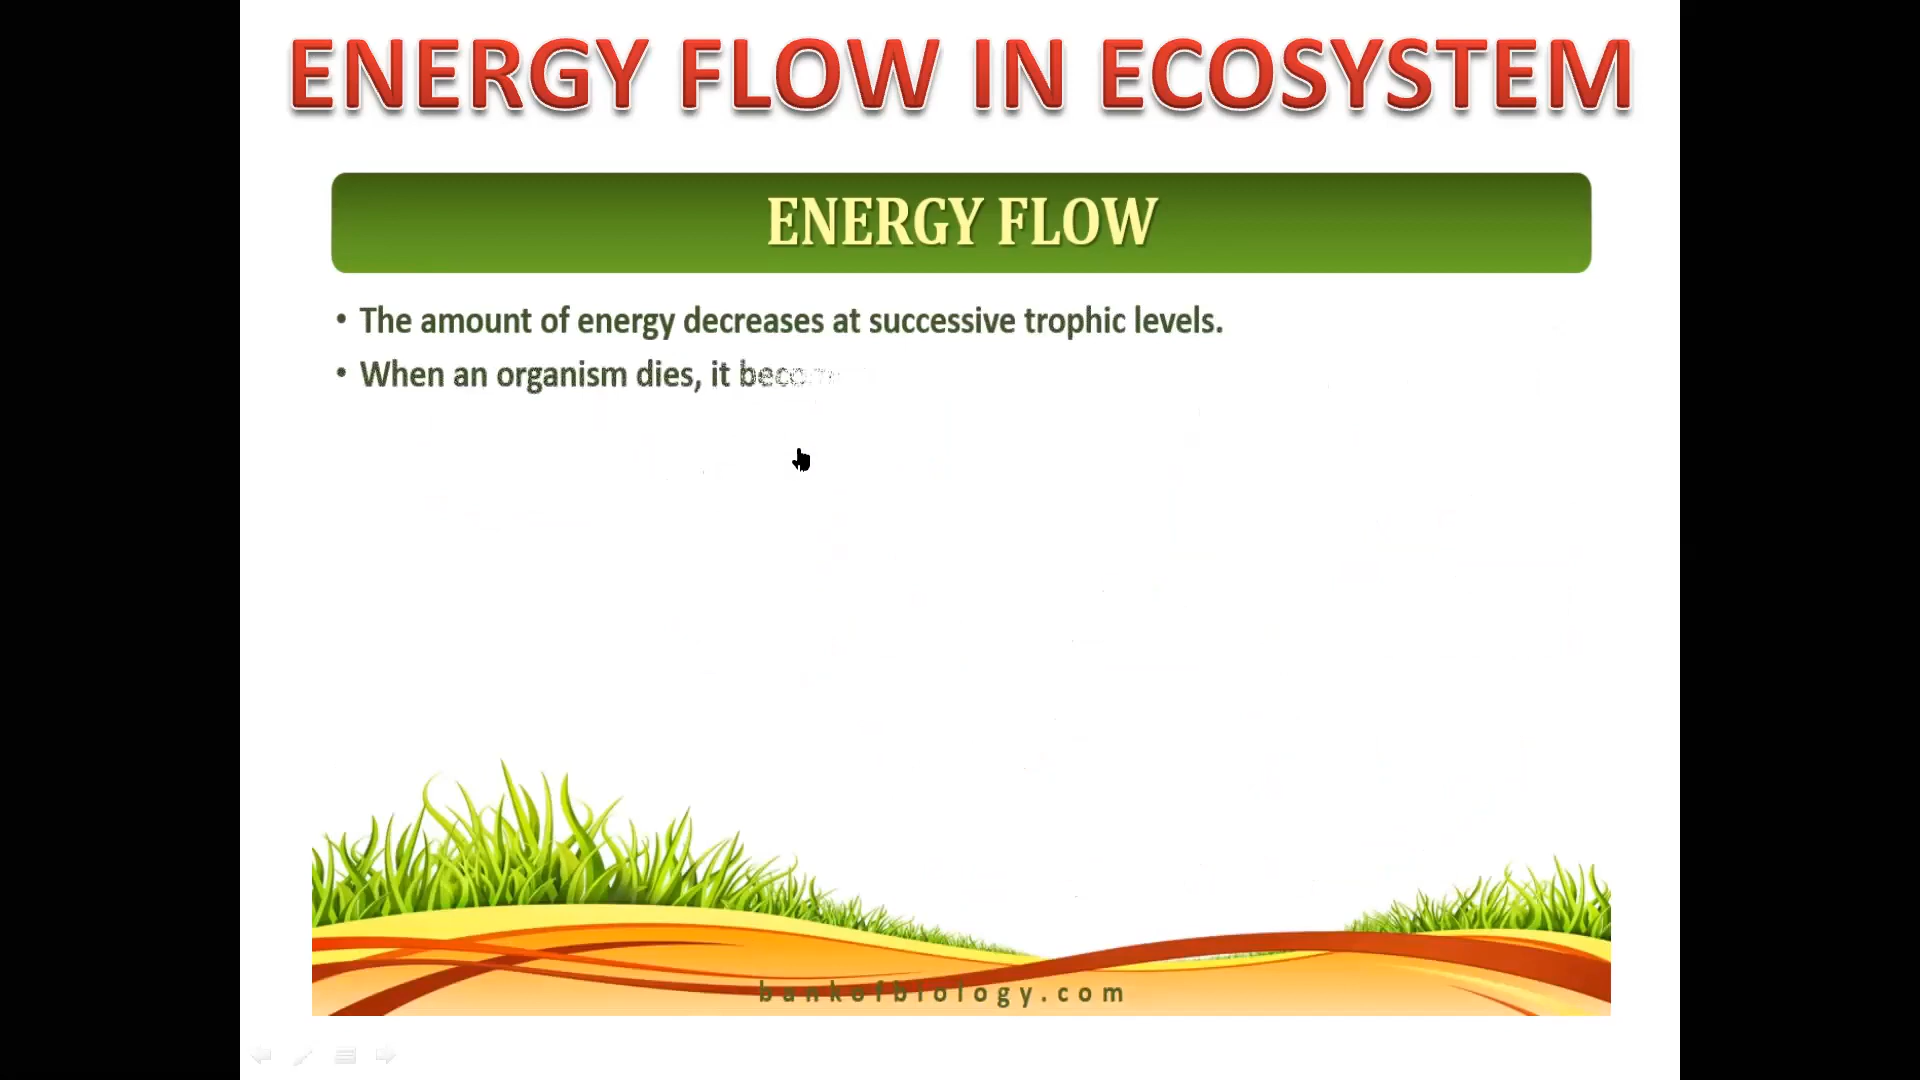 ENERGY FLOW IN ECOSYSTEM
ENERGY FLOW
• The amount of energy decreases at successive trophic levels.
• When an organism dies, it
bankofbiology.com